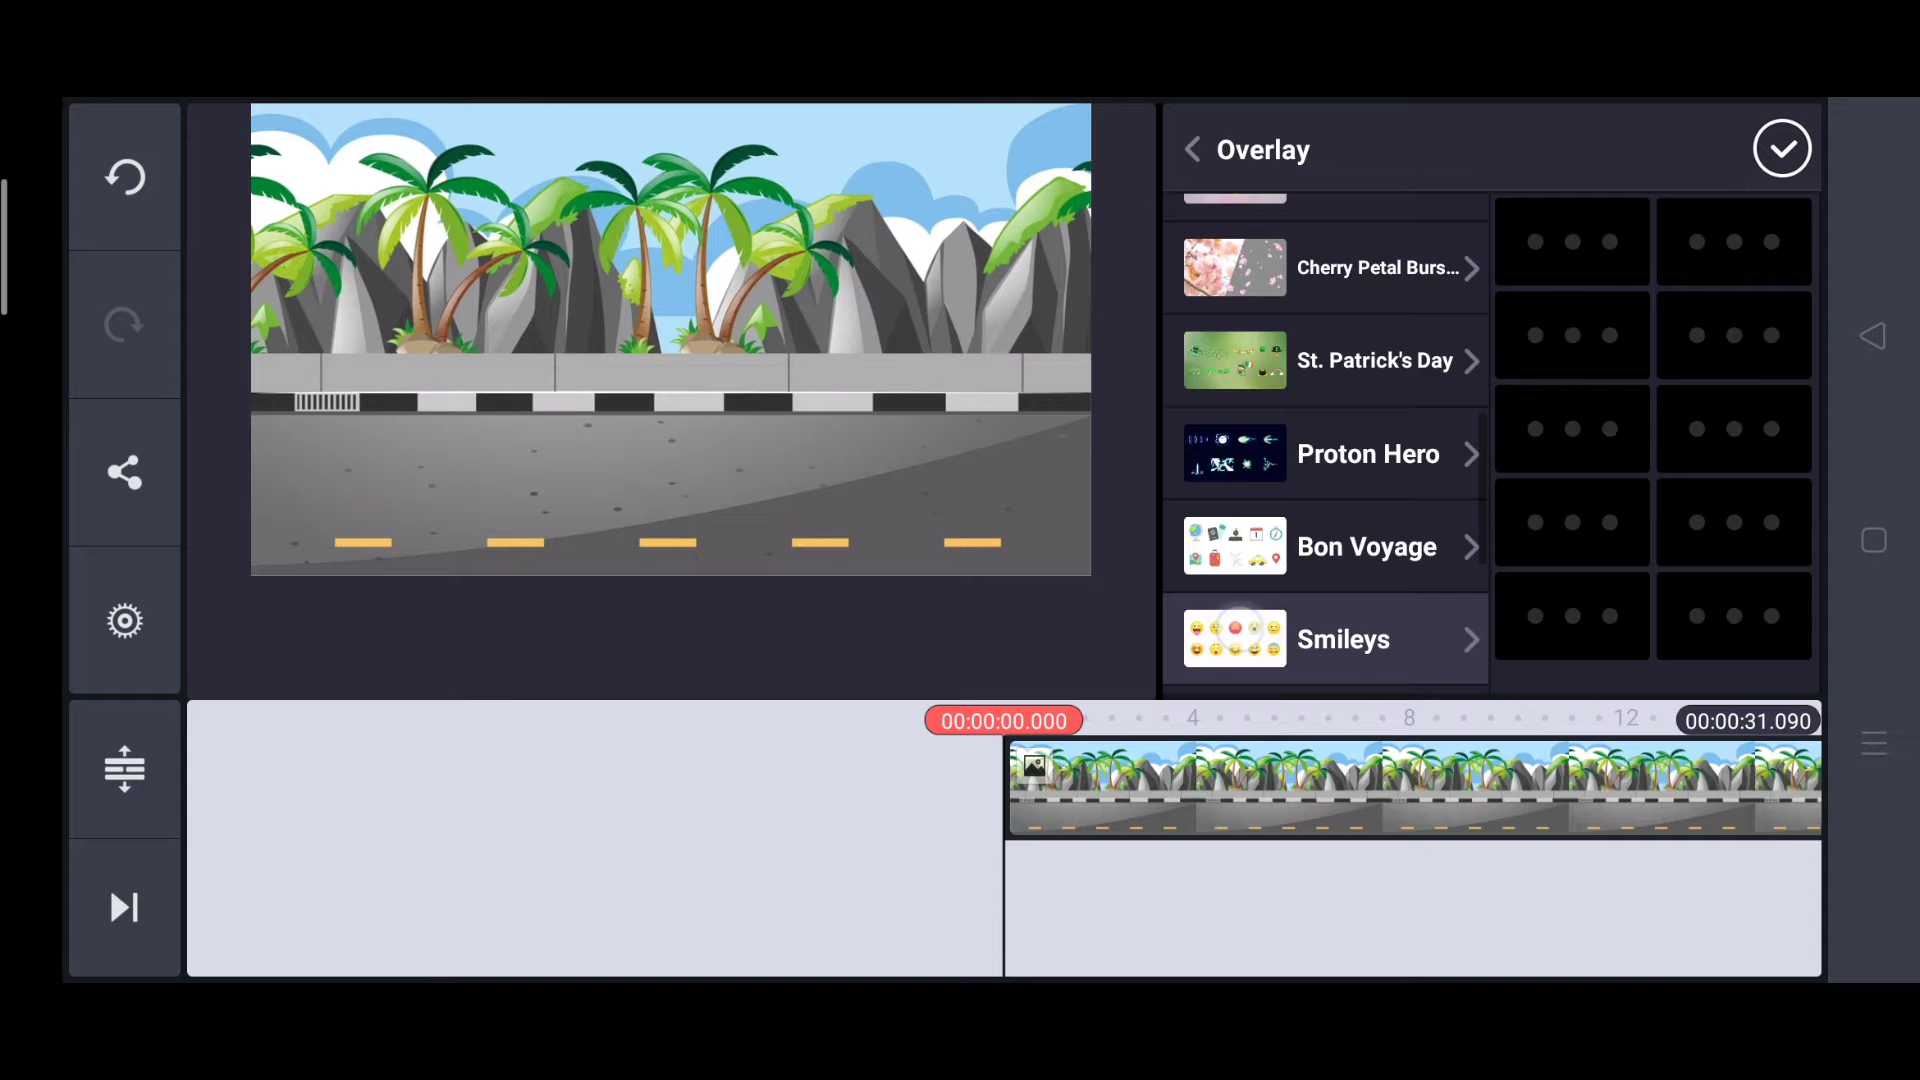 Overlay
Cherry Petal Burs...
St. Patrick's Day
Proton Hero
Bon Voyage
Smileys
00:00:00.000
4
8
12
00:00:31.090